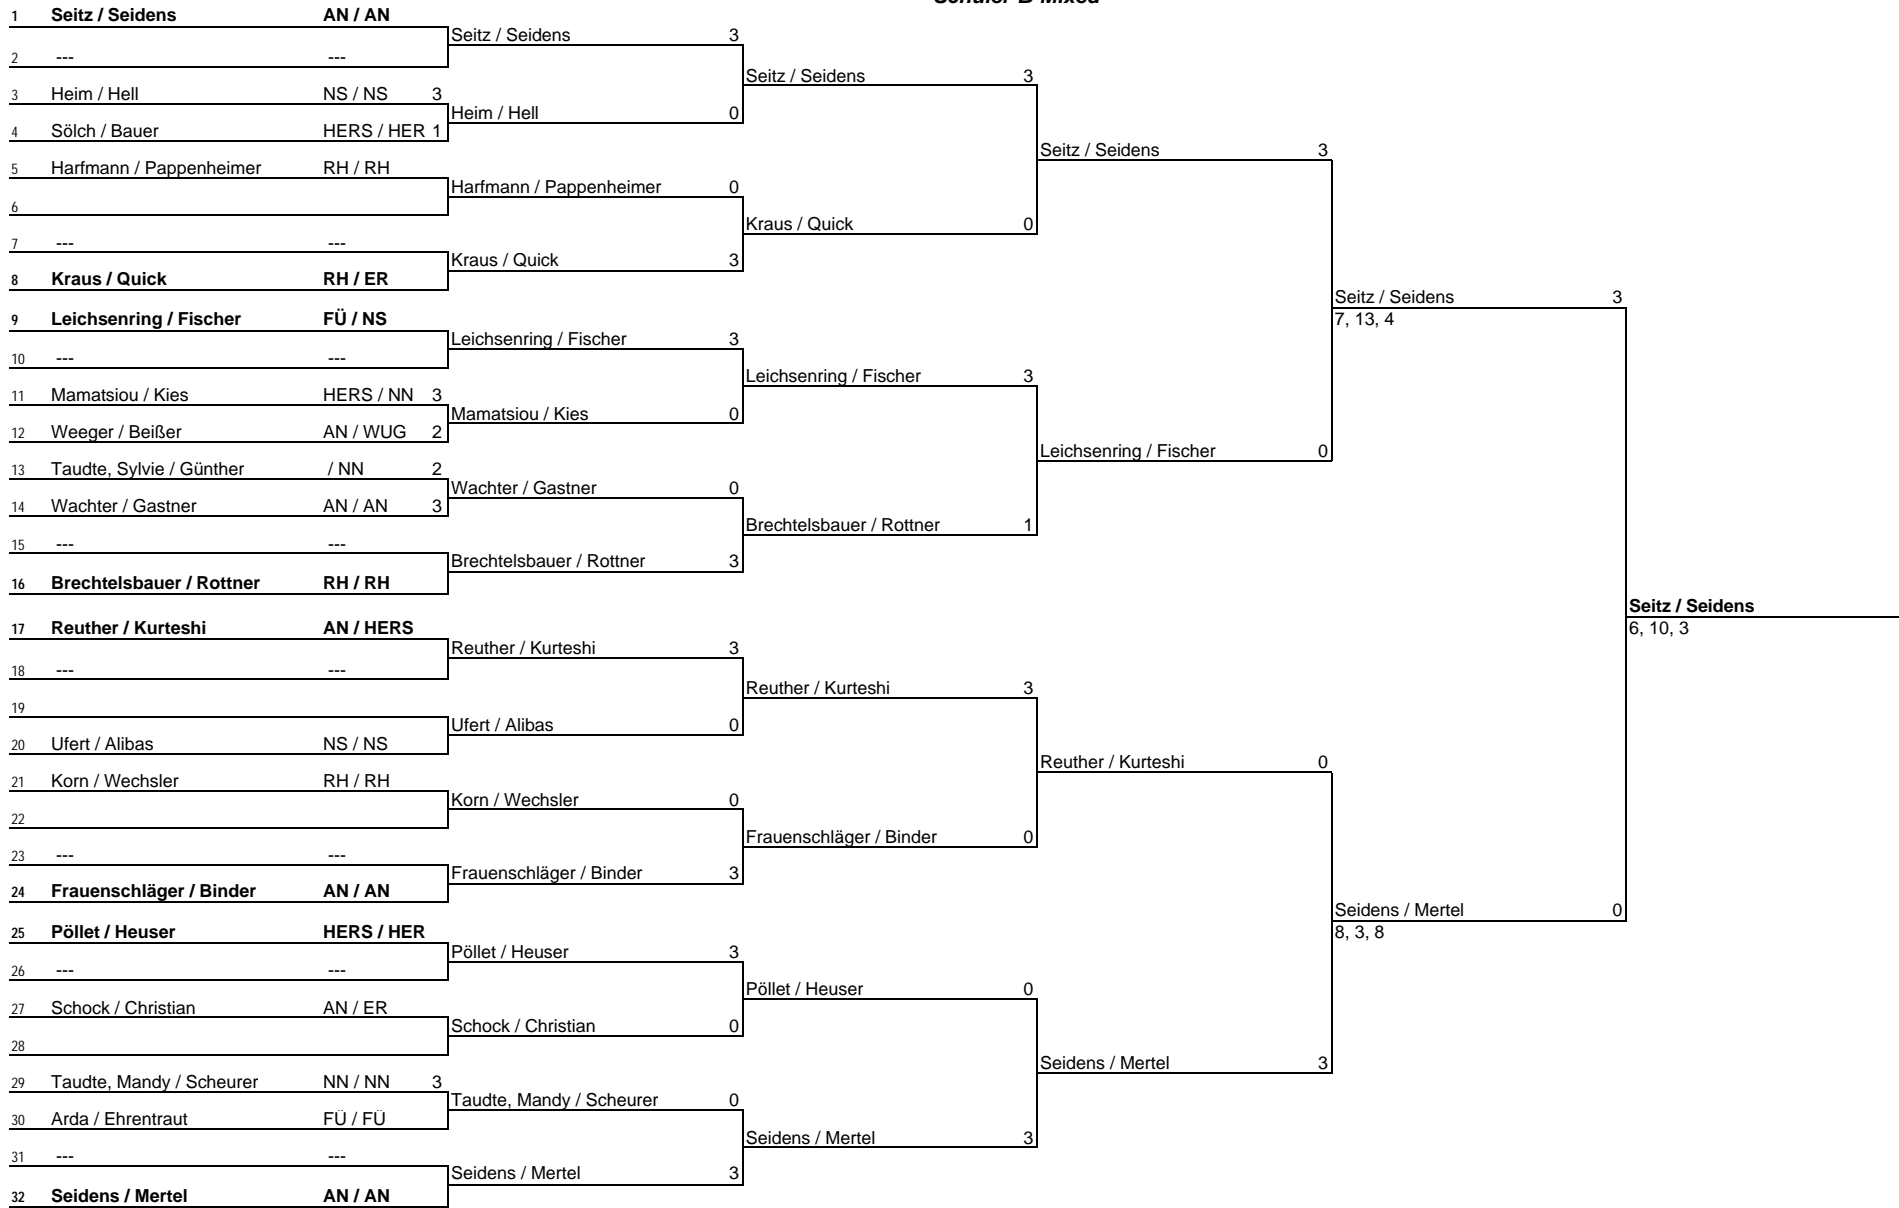 Schüler B Mixed
1 Seitz / Seidens AN / AN
Seitz / Seidens 3
2 --- ---
Seitz / Seidens 3
3 Heim / Hell NS / NS 3
Heim / Hell 0
4 Sölch / Bauer HERS / HER 1
Seitz / Seidens 3
5 Harfmann / Pappenheimer RH / RH
Harfmann / Pappenheimer 0
6
Kraus / Quick 0
7 --- ---
Kraus / Quick 3
8 Kraus / Quick RH / ER
Seitz / Seidens 3
7, 13, 4
9 Leichsenring / Fischer FÜ / NS
Leichsenring / Fischer 3
10 --- ---
Leichsenring / Fischer 3
11 Mamatsiou / Kies HERS / NN 3
Mamatsiou / Kies 0
12 Weeger / Beißer AN / WUG 2
Leichsenring / Fischer 0
13 Taudte, Sylvie / Günther / NN 2
Wachter / Gastner 0
14 Wachter / Gastner AN / AN 3
Brechtelsbauer / Rottner 1
15 --- ---
Brechtelsbauer / Rottner 3
16 Brechtelsbauer / Rottner RH / RH
Seitz / Seidens
6, 10, 3
17 Reuther / Kurteshi AN / HERS
Reuther / Kurteshi 3
18 --- ---
Reuther / Kurteshi 3
19
Ufert / Alibas 0
20 Ufert / Alibas NS / NS
Reuther / Kurteshi 0
21 Korn / Wechsler RH / RH
Korn / Wechsler 0
22
Frauenschläger / Binder 0
23 --- ---
Frauenschläger / Binder 3
24 Frauenschläger / Binder AN / AN
Seidens / Mertel 0
8, 3, 8
25 Pöllet / Heuser HERS / HER
Pöllet / Heuser 3
26 --- ---
Pöllet / Heuser 0
27 Schock / Christian AN / ER
Schock / Christian 0
28
Seidens / Mertel 3
29 Taudte, Mandy / Scheurer NN / NN 3
Taudte, Mandy / Scheurer 0
30 Arda / Ehrentraut FÜ / FÜ
Seidens / Mertel 3
31 --- ---
Seidens / Mertel 3
32 Seidens / Mertel AN / AN